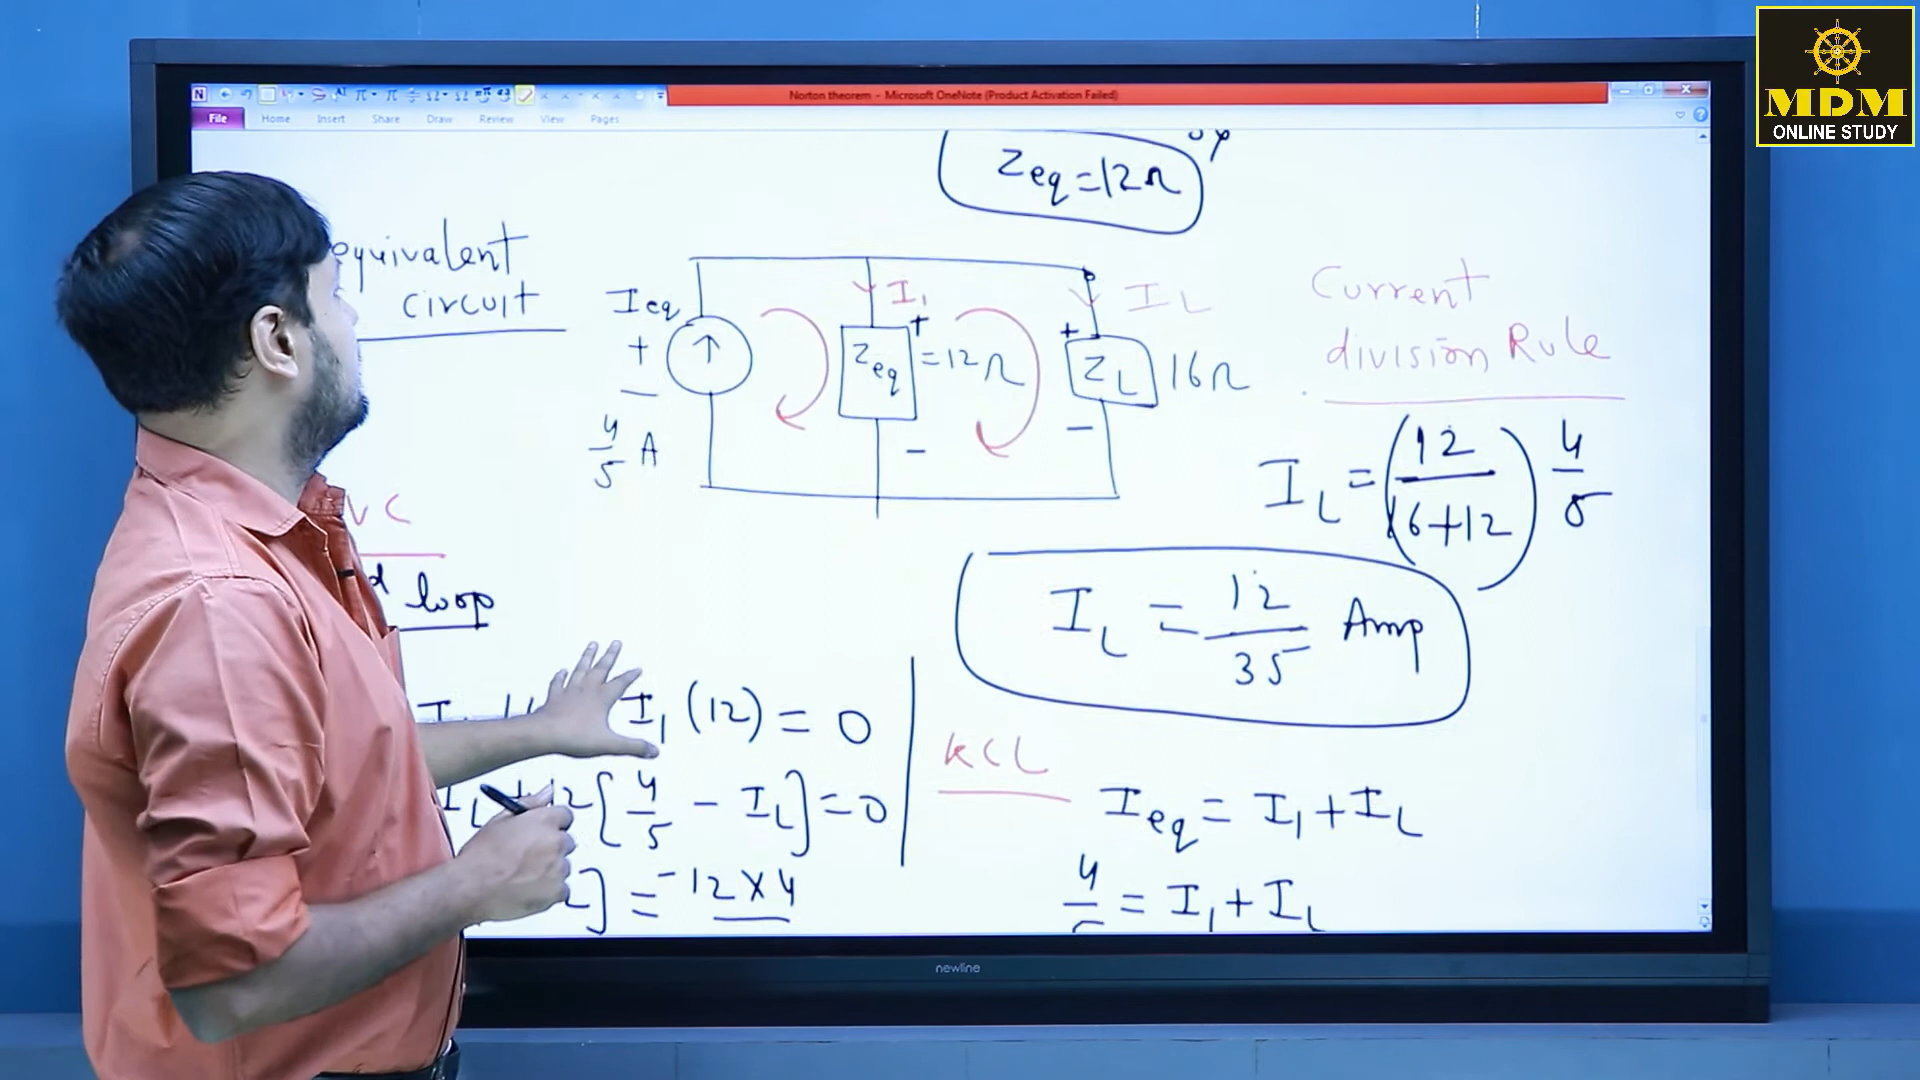 MDM
ONLINE STUDY
Norton theorem - Microsoft OneNote (Product Activation Failed)
File Home Insert Share Draw Review View Pages
Zeq=12Ω
equivalent
circuit
Ieq
+
−
4/5 A
I1
+
Zeq
=12Ω
−
IL
+
ZL
16Ω
−
Current
division Rule
IL = (12/(16+12)) 4/5
IL = 12/35 Amp
loop
I1(12) = 0
12[4/5 − IL] = 0
] = −12×4
KCL
Ieq = I1 + IL
4/5 = I1 + IL
newline